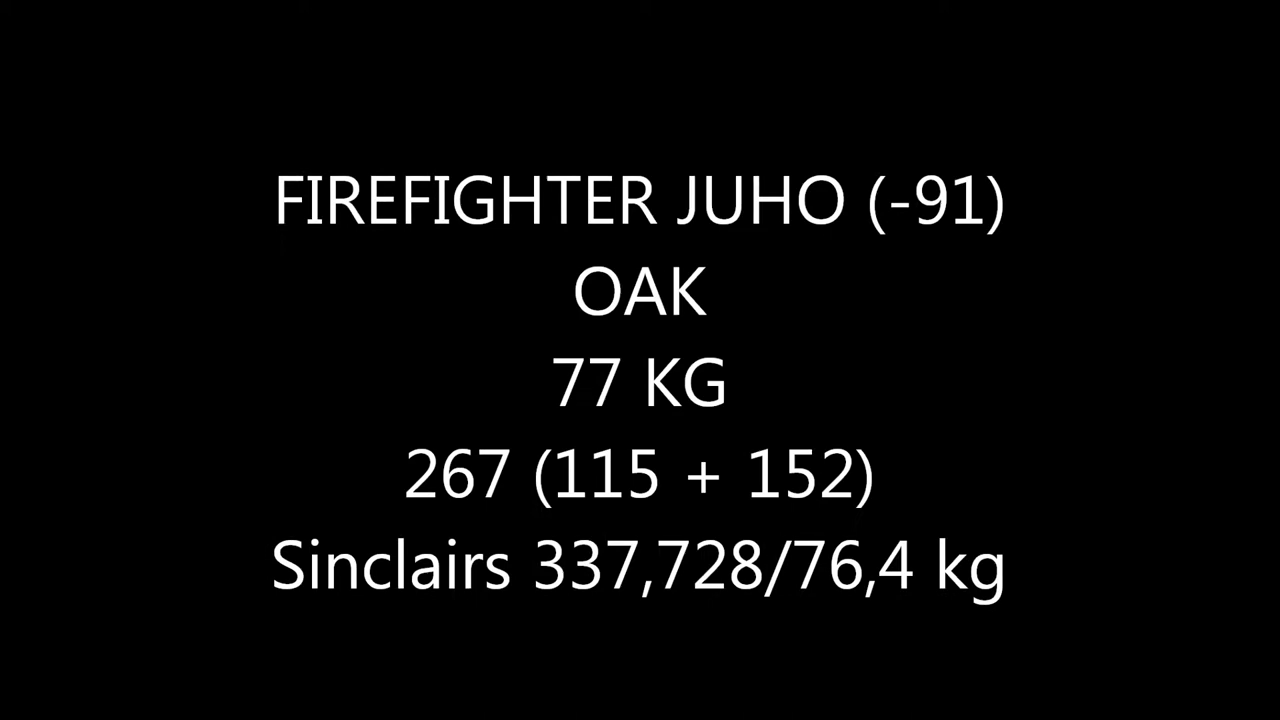 FIREFIGHTER JUHO (-91)
OAK
77 KG
267 (115 + 152)
Sinclairs 337,728/76,4 kg